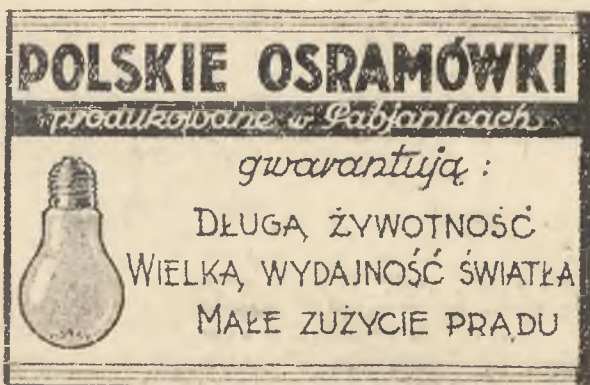 POLSKIE OSRAMÓWKI
produkowane w Pabjanicach
gwarantują:
DŁUGĄ ŻYWOTNOŚĆ
WIELKĄ WYDAJNOŚĆ ŚWIATŁA
MAŁE ZUŻYCIE PRĄDU